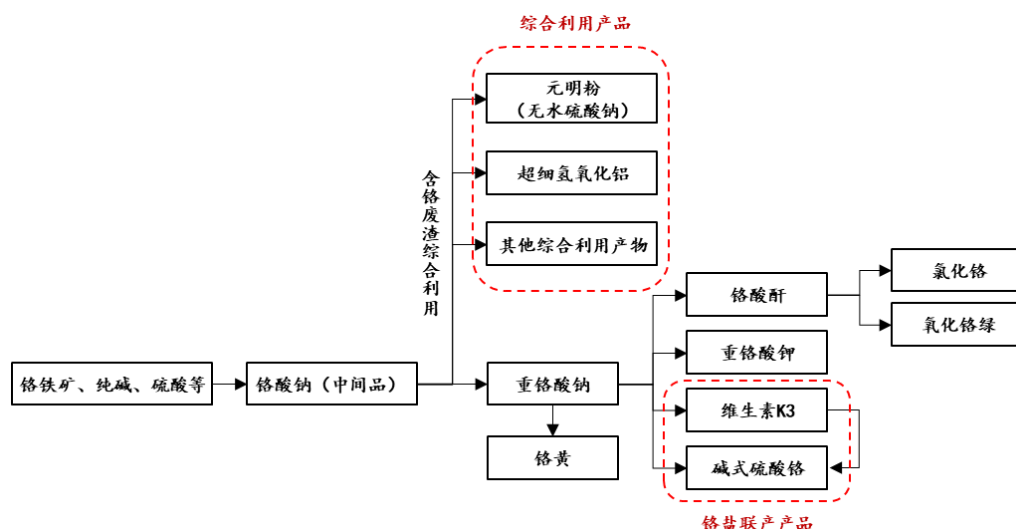 综合利用产品
元明粉
（无水硫酸钠）
超细氢氧化铝
其他综合利用产物
含铬废渣综合利用
铬酸酐
氯化铬
氧化铬绿
重铬酸钾
铬铁矿、纯碱、硫酸等
铬酸钠（中间品）
重铬酸钠
维生素K3
铬黄
碱式硫酸铬
铬盐联产产品